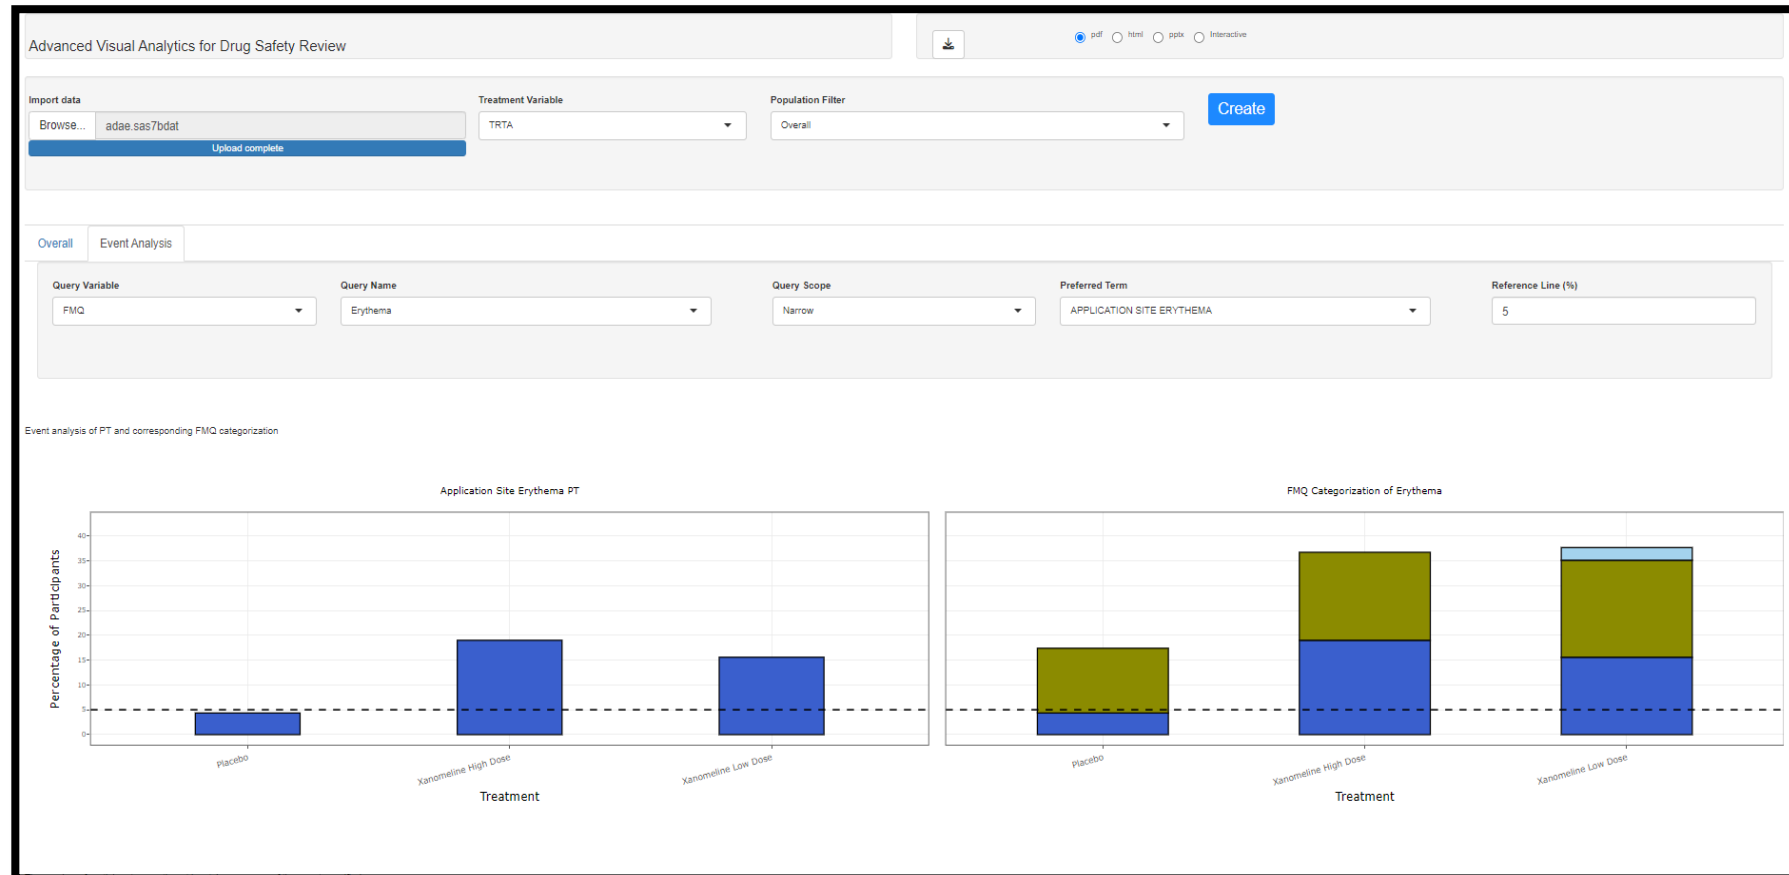 Advanced Visual Analytics for Drug Safety Review
pdf html pptx Interactive
Import data
Browse... adae.sas7bdat
Upload complete
Treatment Variable
TRTA
Population Filter
Overall
Create
Overall Event Analysis
Query Variable
FMQ
Query Name
Erythema
Query Scope
Narrow
Preferred Term
APPLICATION SITE ERYTHEMA
Reference Line (%)
5
Event analysis of PT and corresponding FMQ categorization
Application Site Erythema PT
Percentage of Participants
40
35
30
25
20
15
10
5
0
Placebo
Xanomeline High Dose
Xanomeline Low Dose
Treatment
FMQ Categorization of Erythema
Placebo
Xanomeline High Dose
Xanomeline Low Dose
Treatment